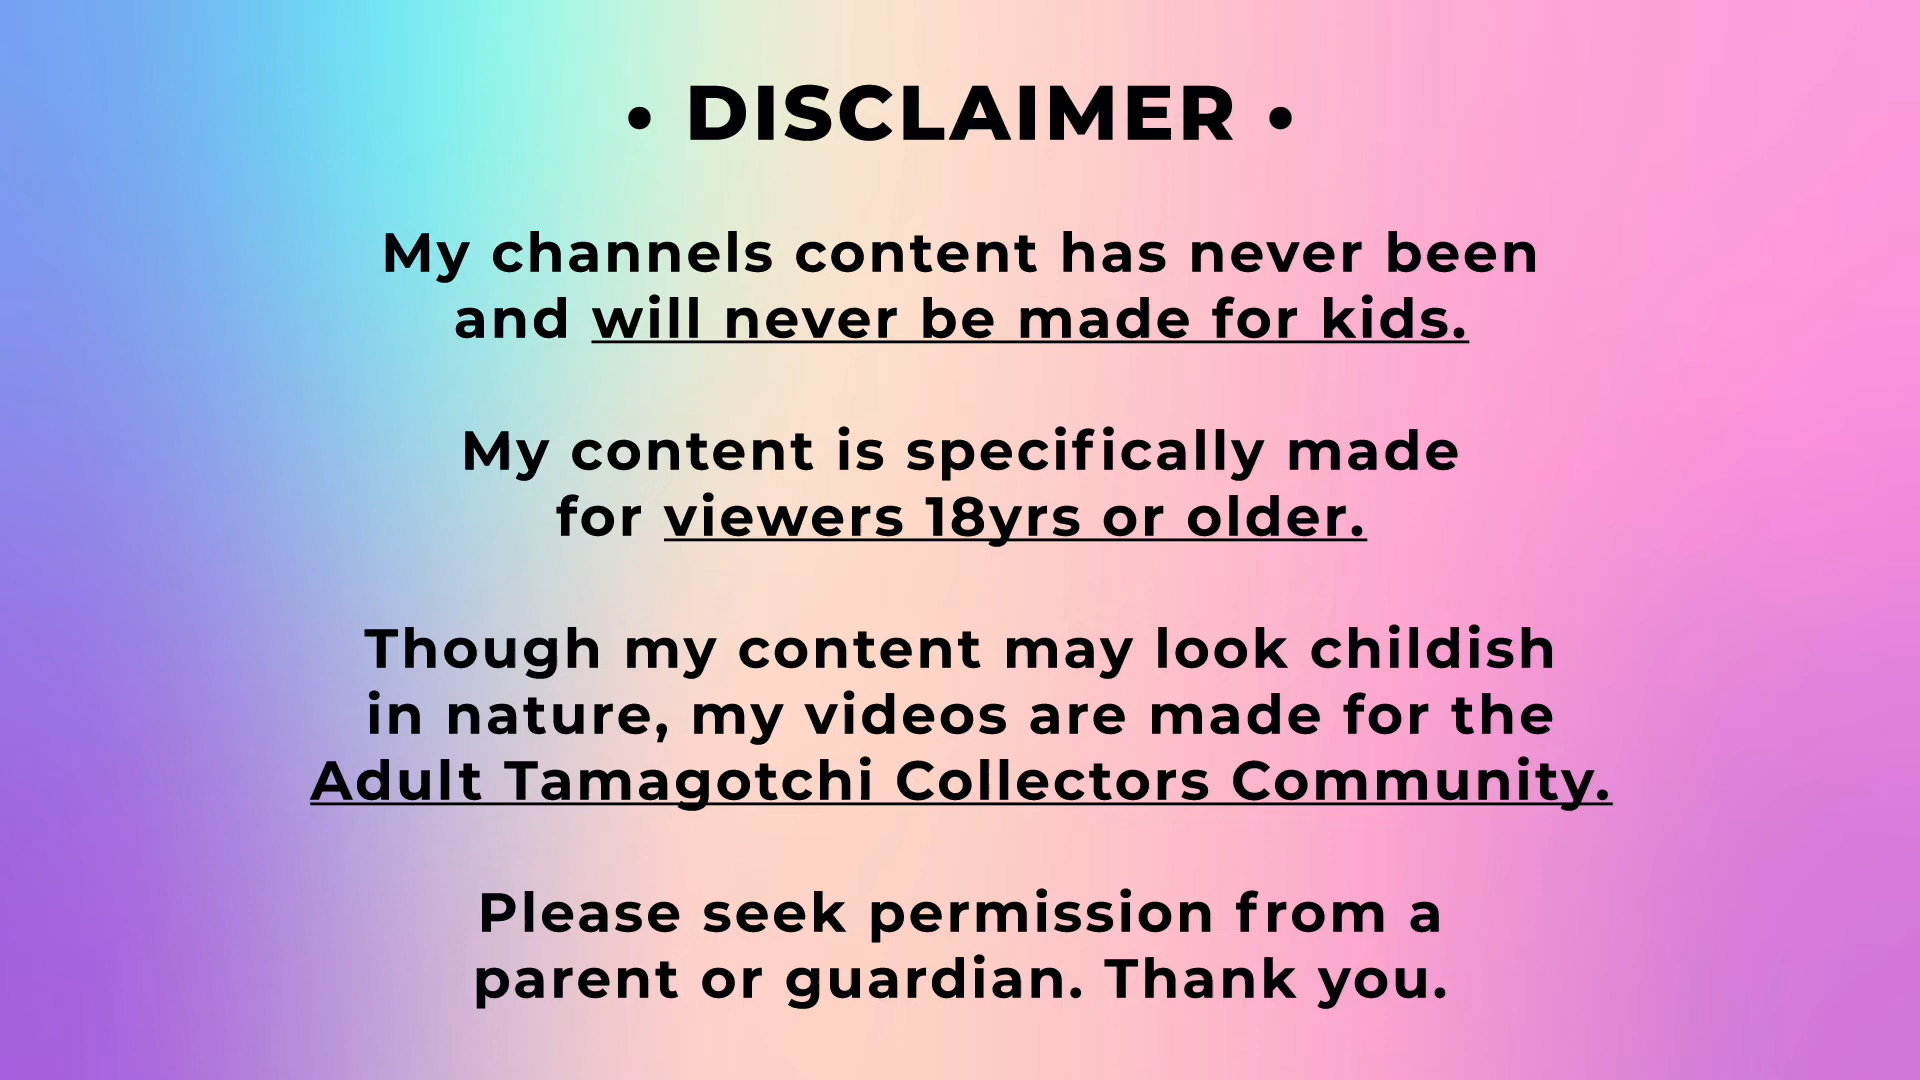 • DISCLAIMER •
My channels content has never been
and will never be made for kids.
My content is specifically made
for viewers 18yrs or older.
Though my content may look childish
in nature, my videos are made for the
Adult Tamagotchi Collectors Community.
Please seek permission from a
parent or guardian. Thank you.